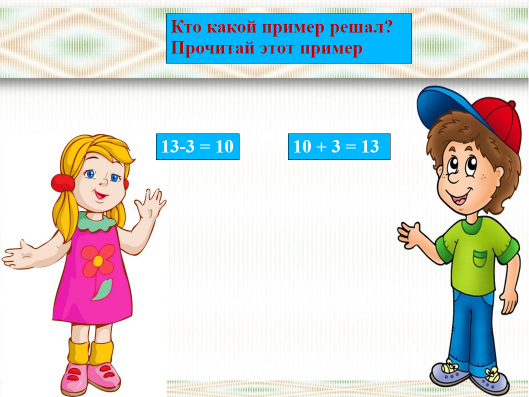 Кто какой пример решал?
Прочитай этот пример
13-3 = 10
10 + 3 = 13